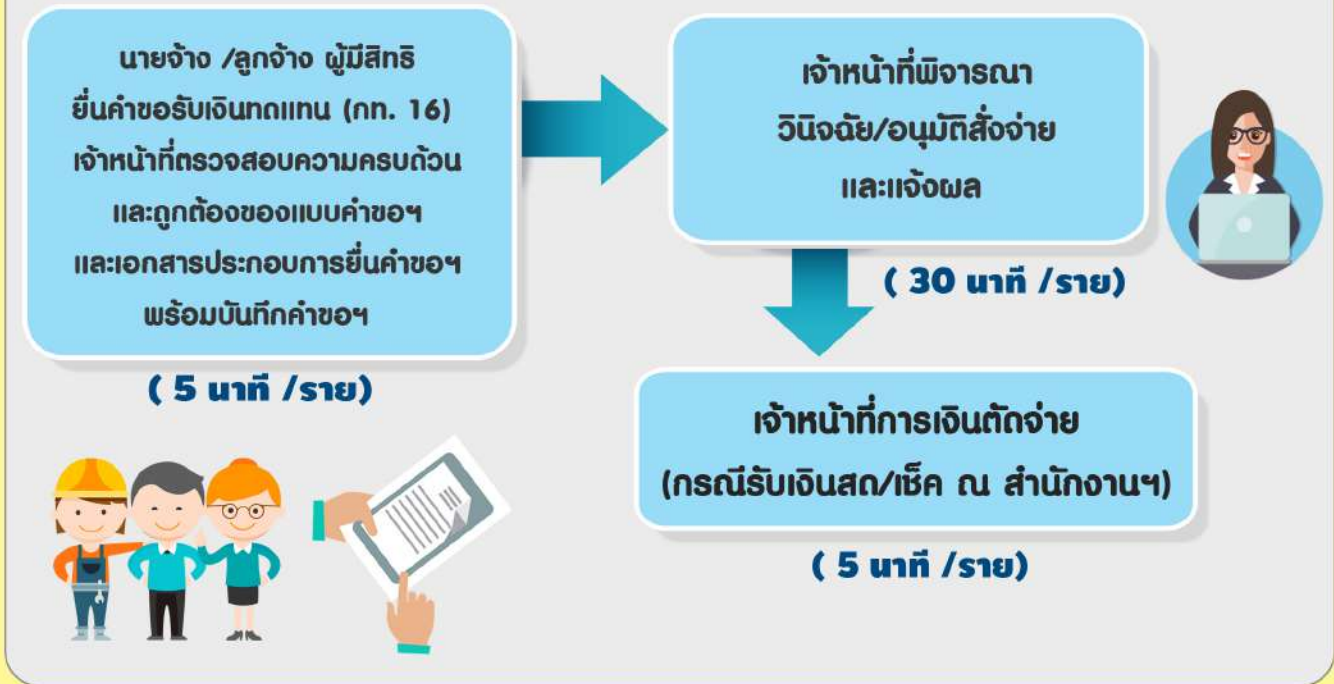 นายจ้าง /ลูกจ้าง ผู้มีสิทธิ
ยื่นคำขอรับเงินทดแทน (กท. 16)
เจ้าหน้าที่ตรวจสอบความครบถ้วน
และถูกต้องของแบบคำขอฯ
และเอกสารประกอบการยื่นคำขอฯ
พร้อมบันทึกคำขอฯ
( 5 นาที /ราย)
เจ้าหน้าที่พิจารณา
วินิจฉัย/อนุมัติสั่งจ่าย
และแจ้งผล
( 30 นาที /ราย)
เจ้าหน้าที่การเงินตัดจ่าย
(กรณีรับเงินสด/เช็ค ณ สำนักงานฯ)
( 5 นาที /ราย)